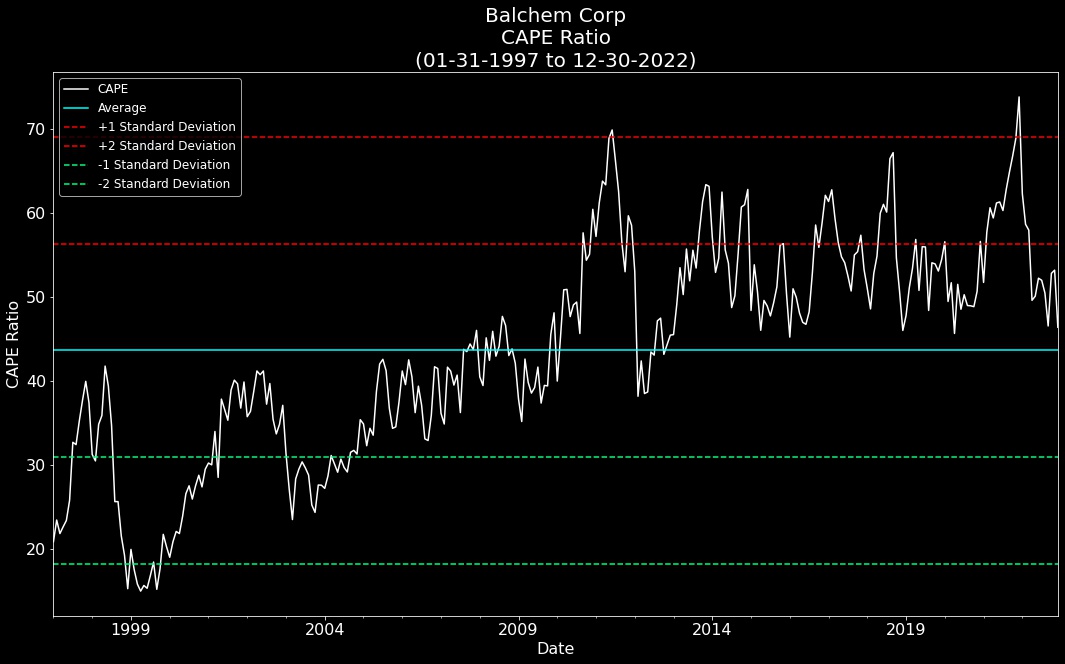 Balchem Corp
CAPE Ratio
(01-31-1997 to 12-30-2022)
CAPE
Average
+1 Standard Deviation
+2 Standard Deviation
-1 Standard Deviation
-2 Standard Deviation
70
60
50
40
30
20
CAPE Ratio
1999
2004
2009
2014
2019
Date